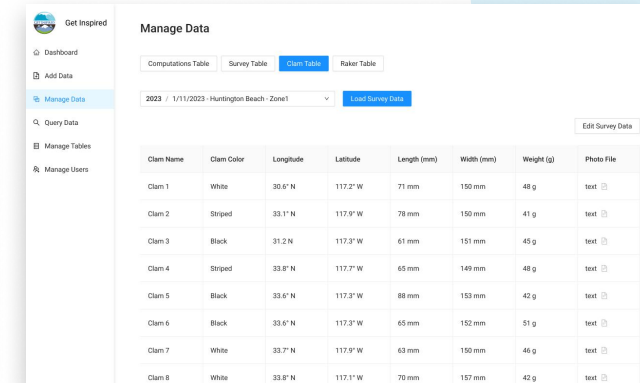 Get Inspired
Dashboard
Add Data
Manage Data
Query Data
Manage Tables
Manage Users
Manage Data
Computations Table Survey Table Clam Table Raker Table
2023 / 1/11/2023 - Huntington Beach - Zone1 Load Survey Data
Edit Survey Data
Clam Name Clam Color Longitude Latitude Length (mm) Width (mm) Weight (g) Photo File
Clam 1 White 30.6° N 117.2° W 71 mm 150 mm 48 g text
Clam 2 Striped 33.1° N 117.9° W 78 mm 150 mm 41 g text
Clam 3 Black 31.2 N 117.3° W 61 mm 151 mm 45 g text
Clam 4 Striped 33.8° N 117.7° W 65 mm 149 mm 48 g text
Clam 5 Black 33.6° N 117.3° W 88 mm 153 mm 42 g text
Clam 6 Black 33.6° N 117.3° W 65 mm 152 mm 51 g text
Clam 7 White 33.7° N 117.9° W 63 mm 150 mm 46 g text
Clam 8 White 33.8° N 117.1° W 70 mm 157 mm 42 g text